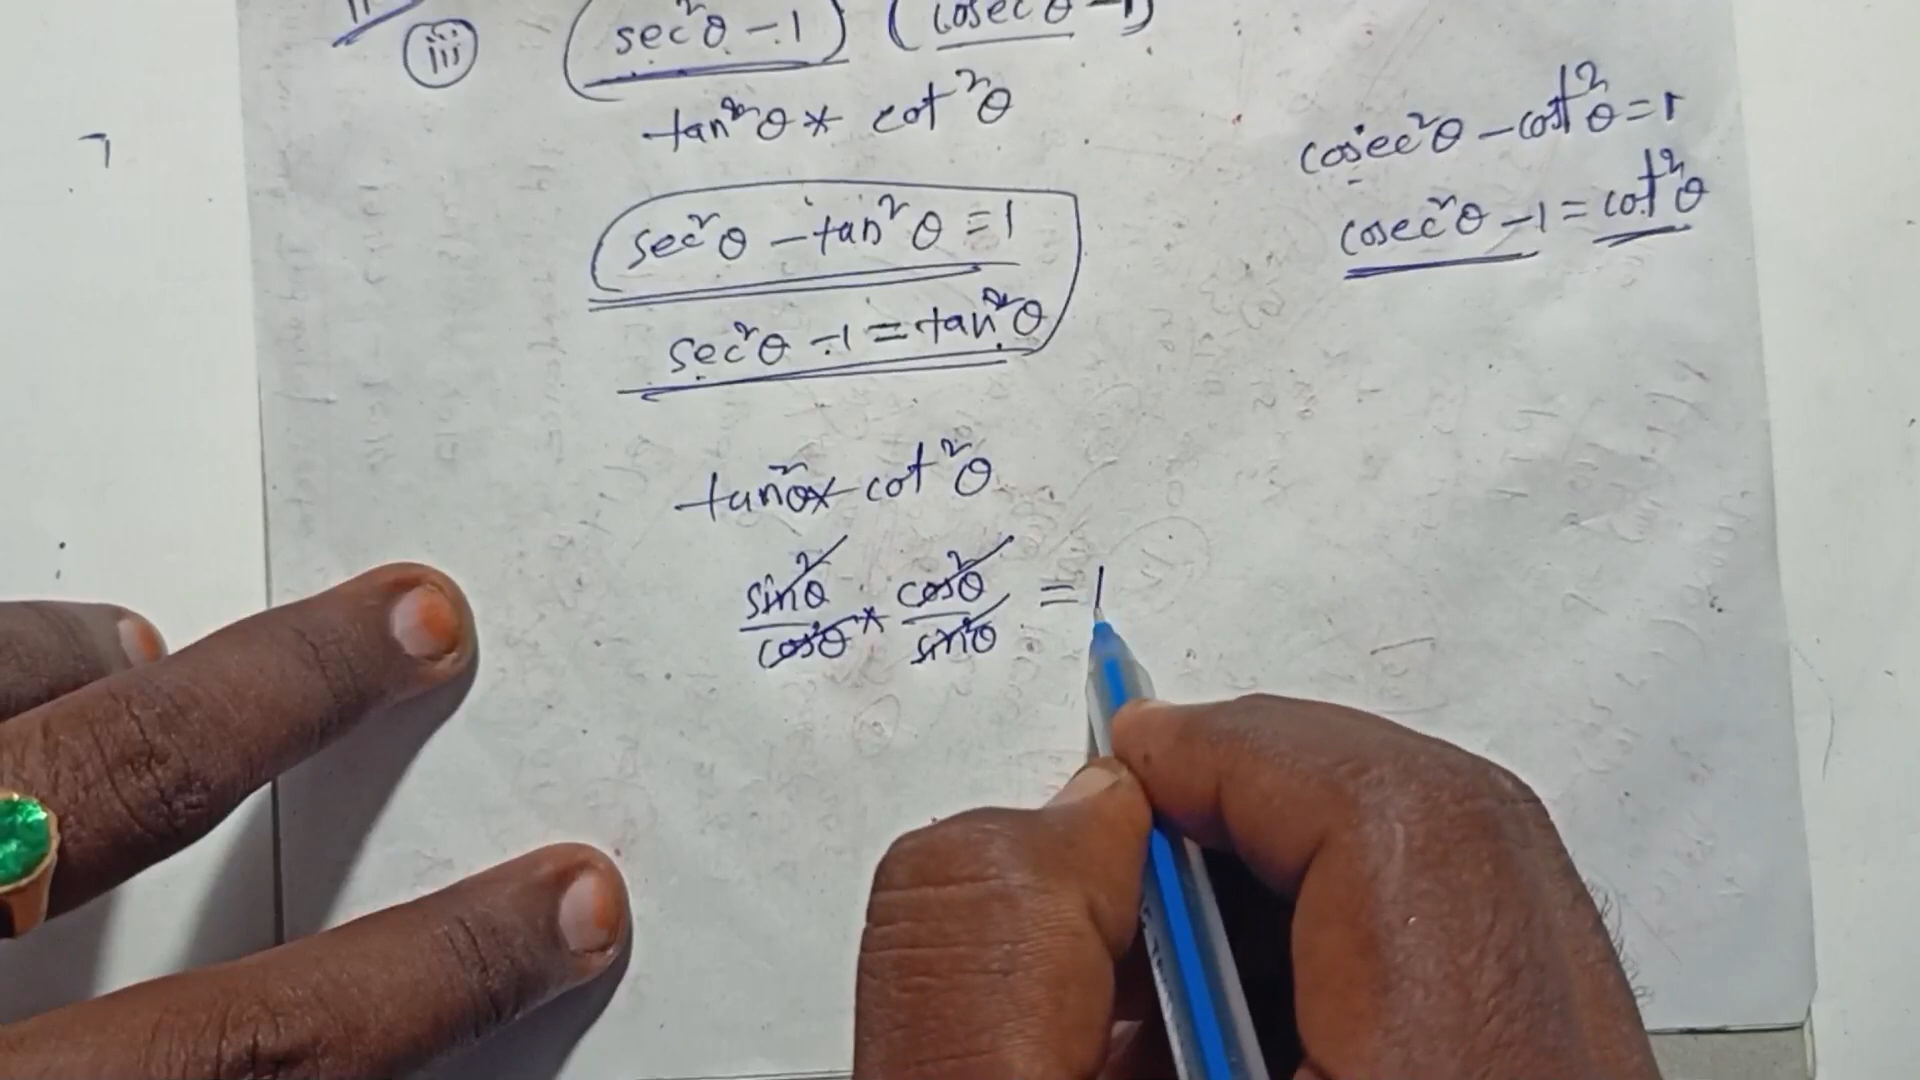 iii (sec²θ - 1) (cosec²θ - 1)
tan²θ * cot²θ
cosec²θ - cot²θ = 1
cosec²θ - 1 = cot²θ
sec²θ - tan²θ = 1
sec²θ - 1 = tan²θ
tan²θ x cot²θ
sin²θ/cos²θ * cos²θ/sin²θ = 1